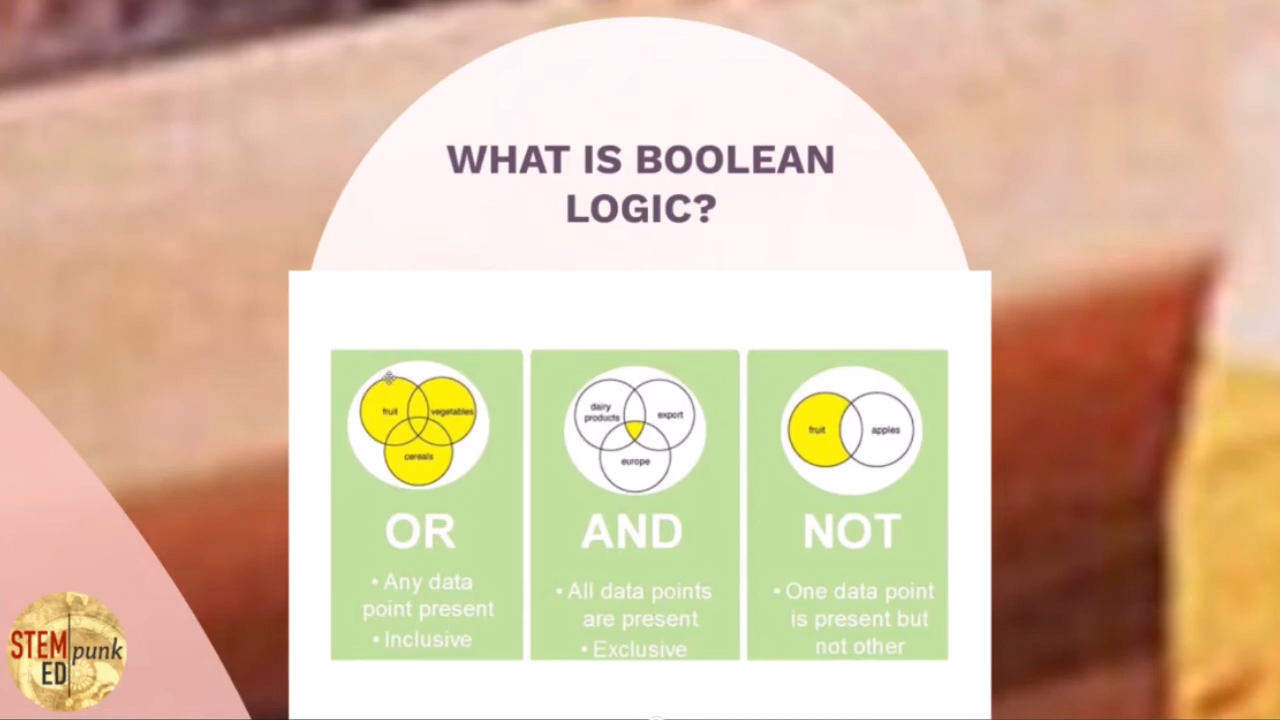 WHAT IS BOOLEAN
LOGIC?
fruit
vegetables
cereals
OR
• Any data
point present
• Inclusive
dairy
products
export
europe
AND
• All data points
are present
• Exclusive
fruit
apples
NOT
• One data point
is present but
not other
STEM punk
ED